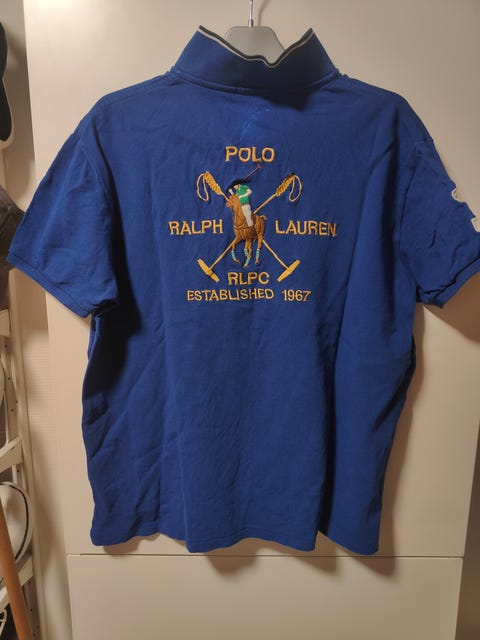 POLO
RALPH LAUREN
RLPC
ESTABLISHED 1967